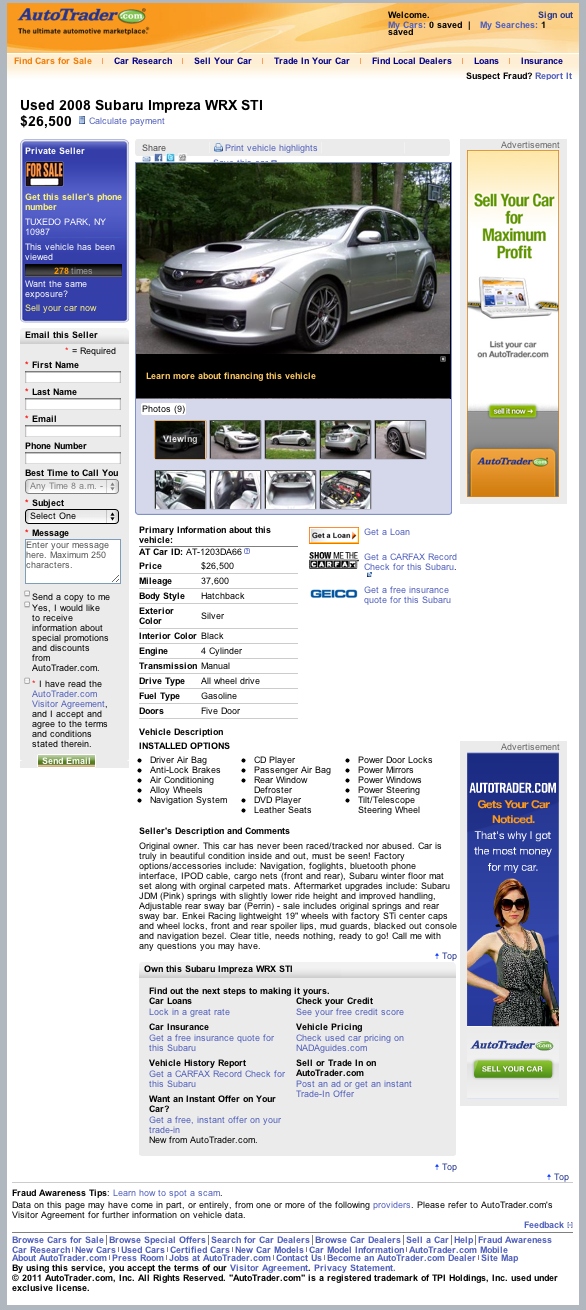 AutoTrader.com
The ultimate automotive marketplace.
Welcome.
Sign out
My Cars: 0 saved | My Searches: 1
saved
Find Cars for Sale | Car Research | Sell Your Car | Trade In Your Car | Find Local Dealers | Loans | Insurance
Suspect Fraud? Report It
Used 2008 Subaru Impreza WRX STI
$26,500 Calculate payment
Private Seller
FOR SALE
Get this seller's phone
number
TUXEDO PARK, NY
10987
This vehicle has been
viewed
278 times
Want the same
exposure?
Sell your car now
Email this Seller
* = Required
* First Name
* Last Name
* Email
Phone Number
Best Time to Call You
Any Time 8 a.m. -
* Subject
Select One
* Message
Enter your message
here. Maximum 250
characters.
Send a copy to me
Yes, I would like
to receive
information about
special promotions
and discounts
from
AutoTrader.com.
* I have read the
AutoTrader.com
Visitor Agreement,
and I accept and
agree to the terms
and conditions
stated therein.
Send Email
Share
Print vehicle highlights
Save this car
Learn more about financing this vehicle
Photos (9)
Viewing
Primary Information about this
vehicle:
AT Car ID: AT-1203DA66
Price $26,500
Mileage 37,600
Body Style Hatchback
Exterior
Color Silver
Interior Color Black
Engine 4 Cylinder
Transmission Manual
Drive Type All wheel drive
Fuel Type Gasoline
Doors Five Door
Get a Loan
Get a Loan
SHOW ME THE
CARFAX
Get a CARFAX Record
Check for this Subaru.
GEICO
Get a free insurance
quote for this Subaru
Vehicle Description
INSTALLED OPTIONS
Driver Air Bag
Anti-Lock Brakes
Air Conditioning
Alloy Wheels
Navigation System
CD Player
Passenger Air Bag
Rear Window
Defroster
DVD Player
Leather Seats
Power Door Locks
Power Mirrors
Power Windows
Power Steering
Tilt/Telescope
Steering Wheel
Seller's Description and Comments
Original owner. This car has never been raced/tracked nor abused. Car is
truly in beautiful condition inside and out, must be seen! Factory
options/accessories include: Navigation, foglights, bluetooth phone
interface, IPOD cable, cargo nets (front and rear), Subaru winter floor mat
set along with orginal carpeted mats. Aftermarket upgrades include: Subaru
JDM (Pink) springs with slightly lower ride height and improved handling,
Adjustable rear sway bar (Perrin) - sale includes original springs and rear
sway bar. Enkei Racing lightweight 19" wheels with factory STi center caps
and wheel locks, front and rear spoiler lips, mud guards, blacked out console
and navigation bezel. Clear title, needs nothing, ready to go! Call me with
any questions you may have.
Top
Own this Subaru Impreza WRX STI
Find out the next steps to making it yours.
Car Loans
Lock in a great rate
Car Insurance
Get a free insurance quote for
this Subaru
Vehicle History Report
Get a CARFAX Record Check for
this Subaru
Want an Instant Offer on Your
Car?
Get a free, instant offer on your
trade-in
New from AutoTrader.com.
Check your Credit
See your free credit score
Vehicle Pricing
Check used car pricing on
NADAguides.com
Sell or Trade In on
AutoTrader.com
Post an ad or get an instant
Trade-In Offer
Top
Advertisement
Sell Your Car
for
Maximum
Profit
List your car
on AutoTrader.com
sell it now
AutoTrader.com
Advertisement
AUTOTRADER.COM
Gets Your Car
Noticed.
That's why I got
the most money
for my car.
AutoTrader.com
SELL YOUR CAR
Top
Fraud Awareness Tips: Learn how to spot a scam.
Data on this page may have come in part, or entirely, from one or more of the following providers. Please refer to AutoTrader.com's
Visitor Agreement for further information on vehicle data.
Feedback [-]
Browse Cars for Sale | Browse Special Offers | Search for Car Dealers | Browse Car Dealers | Sell a Car | Help | Fraud Awareness
Car Research | New Cars | Used Cars | Certified Cars | New Car Models | Car Model Information | AutoTrader.com Mobile
About AutoTrader.com | Press Room | Jobs at AutoTrader.com | Contact Us | Become an AutoTrader.com Dealer | Site Map
By using this service, you accept the terms of our Visitor Agreement. Privacy Statement.
© 2011 AutoTrader.com, Inc. All Rights Reserved. "AutoTrader.com" is a registered trademark of TPI Holdings, Inc. used under
exclusive license.